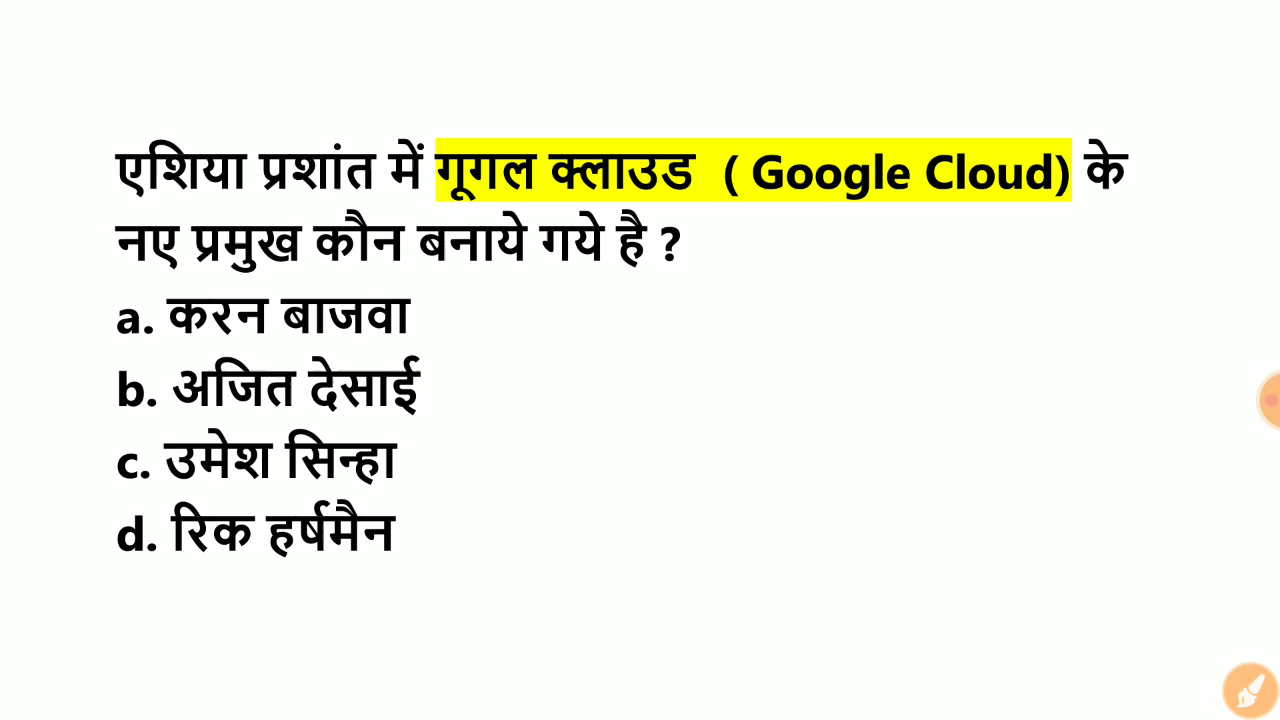 एशिया प्रशांत में गूगल क्लाउड ( Google Cloud) के
नए प्रमुख कौन बनाये गये है ?
a. करन बाजवा
b. अजित देसाई
c. उमेश सिन्हा
d. रिक हर्षमैन